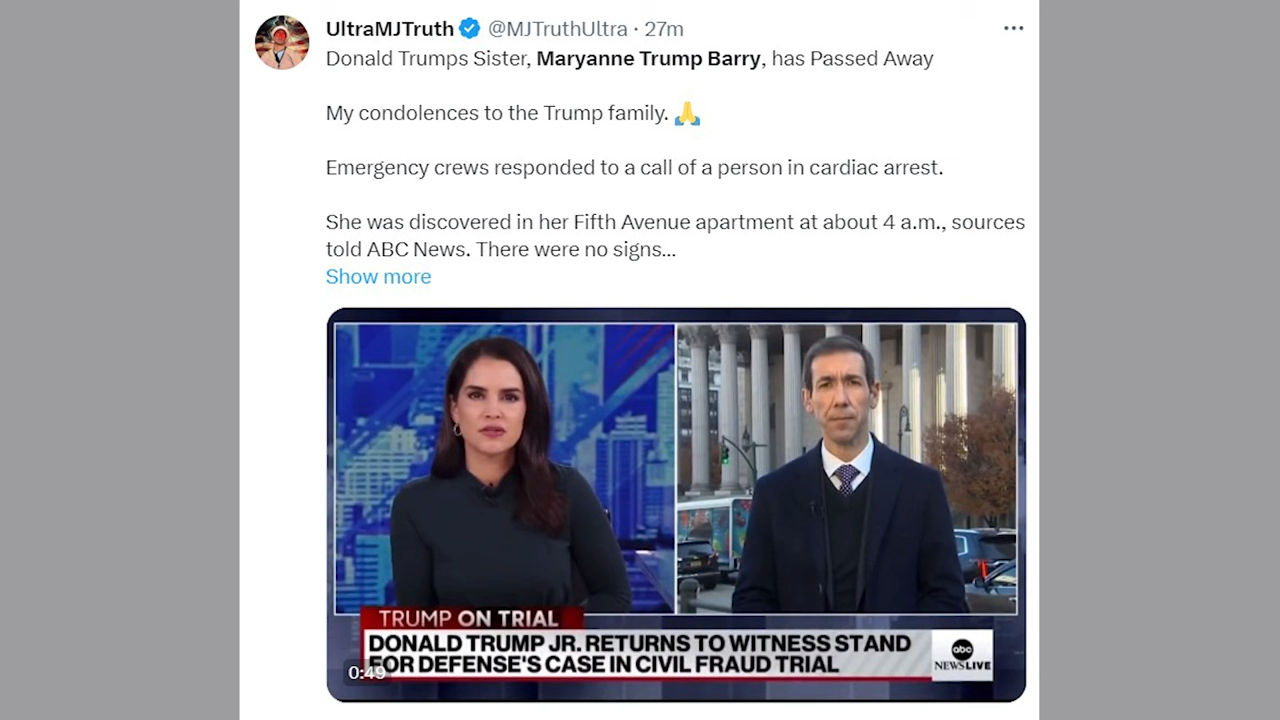 UltraMJTruth @MJTruthUltra · 27m
Donald Trumps Sister, Maryanne Trump Barry, has Passed Away
My condolences to the Trump family. 🙏
Emergency crews responded to a call of a person in cardiac arrest.
She was discovered in her Fifth Avenue apartment at about 4 a.m., sources
told ABC News. There were no signs...
Show more
TRUMP ON TRIAL
DONALD TRUMP JR. RETURNS TO WITNESS STAND
FOR DEFENSE'S CASE IN CIVIL FRAUD TRIAL
abc
NEWSLIVE
0:49